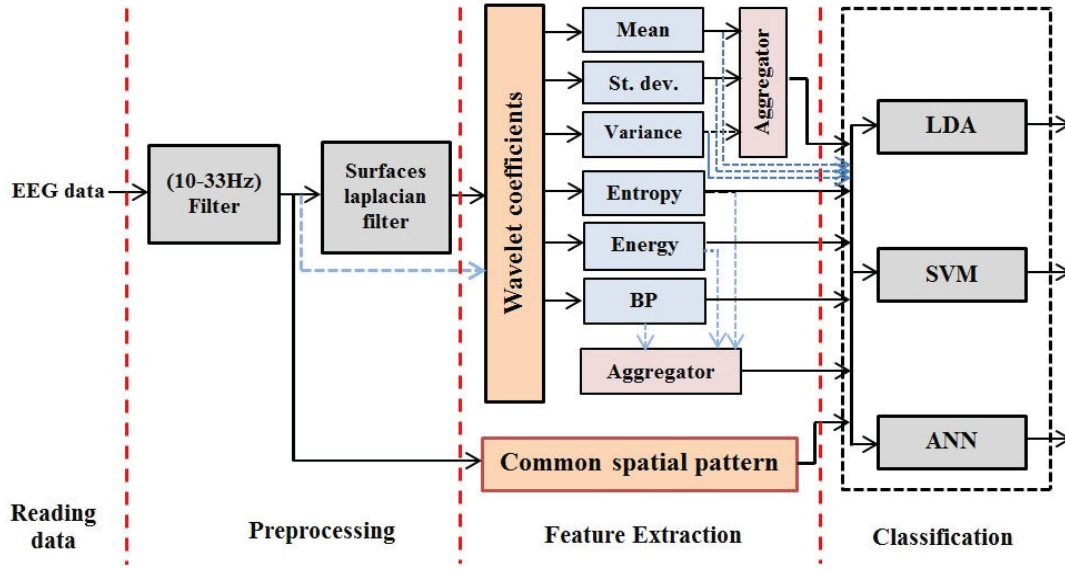 EEG data
(10-33Hz)
Filter
Surfaces
laplacian
filter
Wavelet coefficients
Mean
St. dev.
Variance
Entropy
Energy
BP
Aggregator
Aggregator
Common spatial pattern
LDA
SVM
ANN
Reading
data
Preprocessing
Feature Extraction
Classification